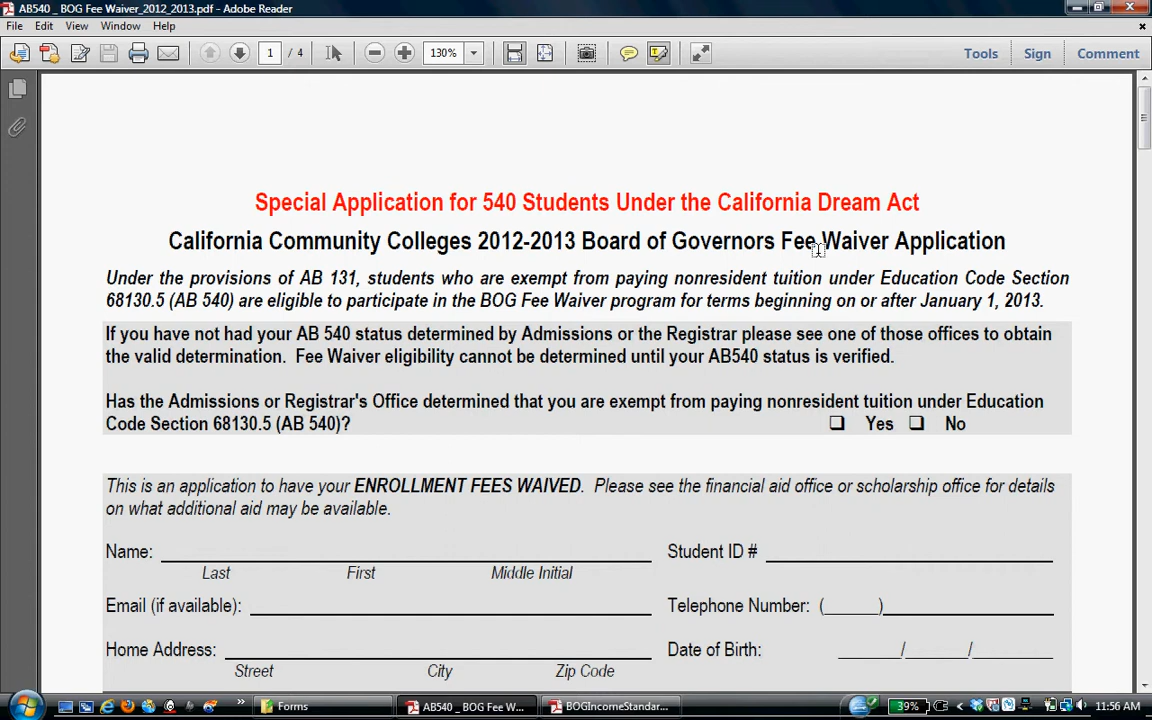 AB540 _ BOG Fee Waiver_2012_2013.pdf - Adobe Reader
File Edit View Window Help
1 / 4 130% Tools Sign Comment
Special Application for 540 Students Under the California Dream Act
California Community Colleges 2012-2013 Board of Governors Fee Waiver Application
Under the provisions of AB 131, students who are exempt from paying nonresident tuition under Education Code Section
68130.5 (AB 540) are eligible to participate in the BOG Fee Waiver program for terms beginning on or after January 1, 2013.
If you have not had your AB 540 status determined by Admissions or the Registrar please see one of those offices to obtain
the valid determination. Fee Waiver eligibility cannot be determined until your AB540 status is verified.
Has the Admissions or Registrar's Office determined that you are exempt from paying nonresident tuition under Education
Code Section 68130.5 (AB 540)? ❑ Yes ❑ No
This is an application to have your ENROLLMENT FEES WAIVED. Please see the financial aid office or scholarship office for details
on what additional aid may be available.
Name: Student ID #
Last First Middle Initial
Email (if available): Telephone Number: (______)
Home Address: Date of Birth: ______/______/______
Street City Zip Code
Forms AB540 _ BOG Fee W... BOGIncomeStandar... 39% 11:56 AM